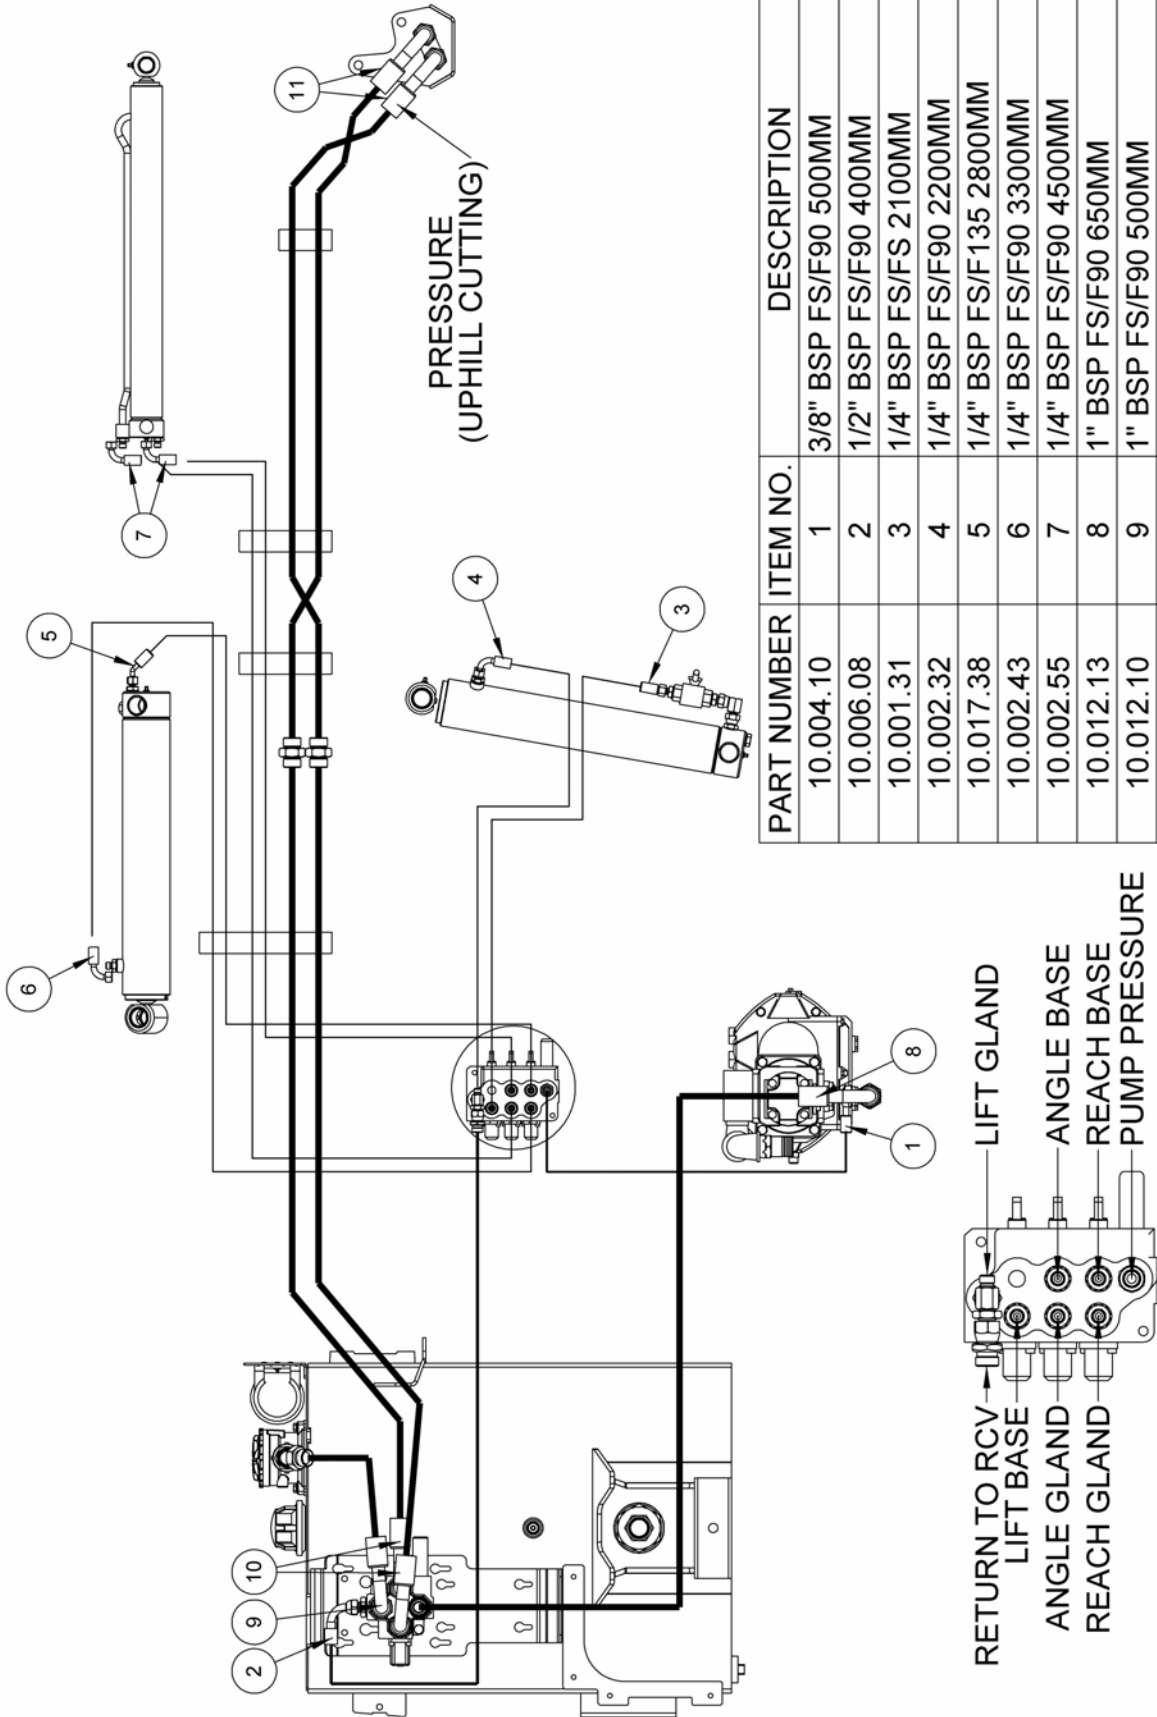 11
PRESSURE
(UPHILL CUTTING)
7
5
6
4
3
8
1
10
9
2
RETURN TO RCV
LIFT BASE
ANGLE GLAND
REACH GLAND
LIFT GLAND
ANGLE BASE
REACH BASE
PUMP PRESSURE
PART NUMBER ITEM NO. DESCRIPTION
10.004.10 1 3/8" BSP FS/F90 500MM
10.006.08 2 1/2" BSP FS/F90 400MM
10.001.31 3 1/4" BSP FS/FS 2100MM
10.002.32 4 1/4" BSP FS/F90 2200MM
10.017.38 5 1/4" BSP FS/F135 2800MM
10.002.43 6 1/4" BSP FS/F90 3300MM
10.002.55 7 1/4" BSP FS/F90 4500MM
10.012.13 8 1" BSP FS/F90 650MM
10.012.10 9 1" BSP FS/F90 500MM